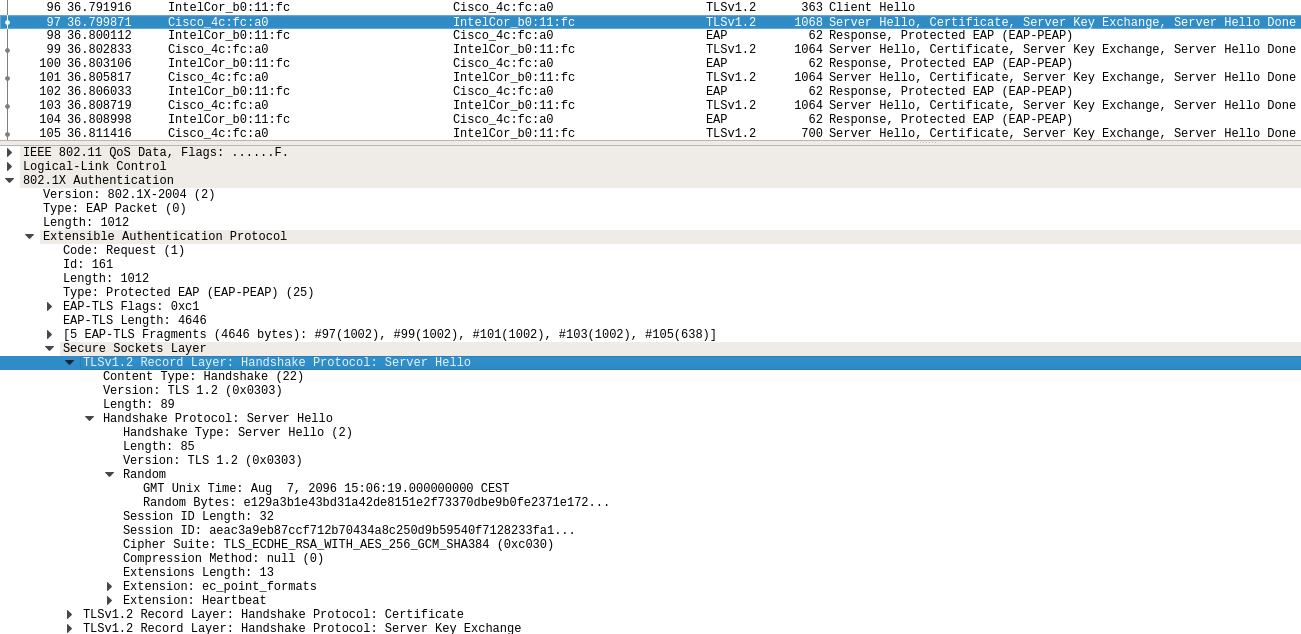 96 36.791916 IntelCor_b0:11:fc Cisco_4c:fc:a0 TLSv1.2 363 Client Hello
97 36.799871 Cisco_4c:fc:a0 IntelCor_b0:11:fc TLSv1.2 1068 Server Hello, Certificate, Server Key Exchange, Server Hello Done
98 36.800112 IntelCor_b0:11:fc Cisco_4c:fc:a0 EAP 62 Response, Protected EAP (EAP-PEAP)
99 36.802833 Cisco_4c:fc:a0 IntelCor_b0:11:fc TLSv1.2 1064 Server Hello, Certificate, Server Key Exchange, Server Hello Done
100 36.803106 IntelCor_b0:11:fc Cisco_4c:fc:a0 EAP 62 Response, Protected EAP (EAP-PEAP)
101 36.805817 Cisco_4c:fc:a0 IntelCor_b0:11:fc TLSv1.2 1064 Server Hello, Certificate, Server Key Exchange, Server Hello Done
102 36.806033 IntelCor_b0:11:fc Cisco_4c:fc:a0 EAP 62 Response, Protected EAP (EAP-PEAP)
103 36.808719 Cisco_4c:fc:a0 IntelCor_b0:11:fc TLSv1.2 1064 Server Hello, Certificate, Server Key Exchange, Server Hello Done
104 36.808998 IntelCor_b0:11:fc Cisco_4c:fc:a0 EAP 62 Response, Protected EAP (EAP-PEAP)
105 36.811416 Cisco_4c:fc:a0 IntelCor_b0:11:fc TLSv1.2 700 Server Hello, Certificate, Server Key Exchange, Server Hello Done
IEEE 802.11 QoS Data, Flags: ......F.
Logical-Link Control
802.1X Authentication
Version: 802.1X-2004 (2)
Type: EAP Packet (0)
Length: 1012
Extensible Authentication Protocol
Code: Request (1)
Id: 161
Length: 1012
Type: Protected EAP (EAP-PEAP) (25)
EAP-TLS Flags: 0xc1
EAP-TLS Length: 4646
[5 EAP-TLS Fragments (4646 bytes): #97(1002), #99(1002), #101(1002), #103(1002), #105(638)]
Secure Sockets Layer
TLSv1.2 Record Layer: Handshake Protocol: Server Hello
Content Type: Handshake (22)
Version: TLS 1.2 (0x0303)
Length: 89
Handshake Protocol: Server Hello
Handshake Type: Server Hello (2)
Length: 85
Version: TLS 1.2 (0x0303)
Random
GMT Unix Time: Aug  7, 2096 15:06:19.000000000 CEST
Random Bytes: e129a3b1e43bd31a42de8151e2f73370dbe9b0fe2371e172...
Session ID Length: 32
Session ID: aeac3a9eb87ccf712b70434a8c250d9b59540f7128233fa1...
Cipher Suite: TLS_ECDHE_RSA_WITH_AES_256_GCM_SHA384 (0xc030)
Compression Method: null (0)
Extensions Length: 13
Extension: ec_point_formats
Extension: Heartbeat
TLSv1.2 Record Layer: Handshake Protocol: Certificate
TLSv1.2 Record Layer: Handshake Protocol: Server Key Exchange